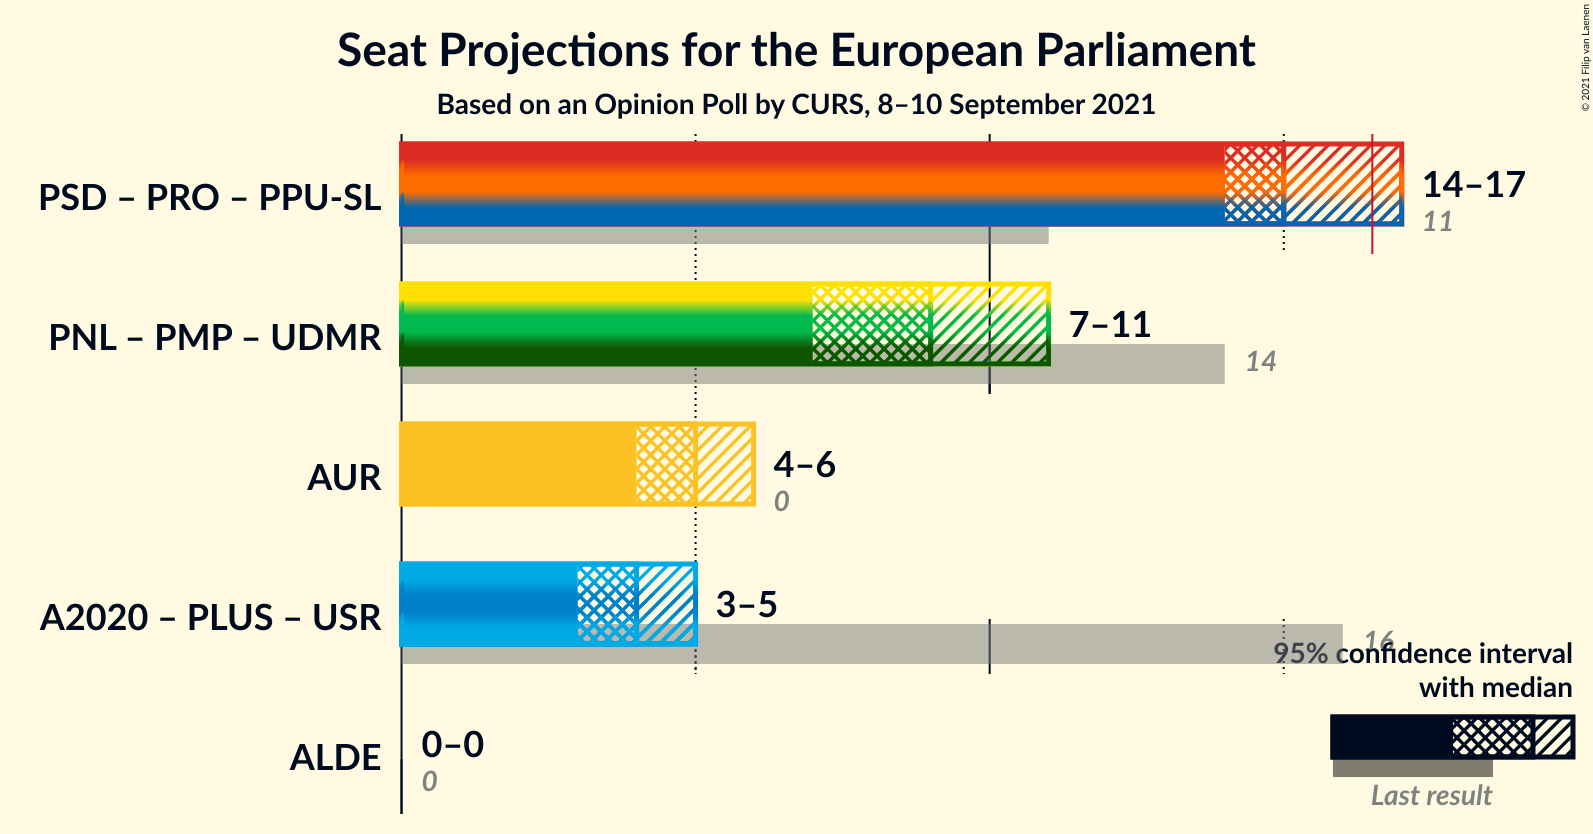 Seat Projections for the European Parliament
Based on an Opinion Poll by CURS, 8–10 September 2021
© 2021 Filip van Laenen
PSD – PRO – PPU-SL
14–17
11
PNL – PMP – UDMR
7–11
14
AUR
4–6
0
A2020 – PLUS – USR
3–5
16
95% confidence interval
with median
ALDE
0–0
0
Last result